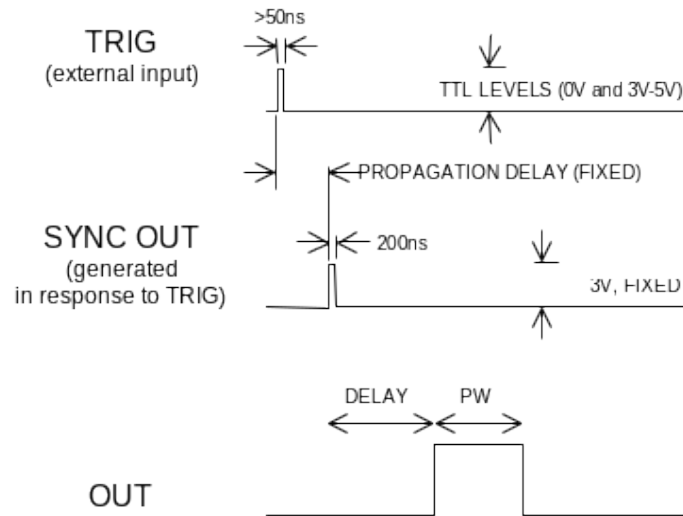 >50ns
TRIG
(external input)
TTL LEVELS (0V and 3V-5V)
PROPAGATION DELAY (FIXED)
SYNC OUT
200ns
(generated
in response to TRIG)
3V, FIXED
DELAY
PW
OUT